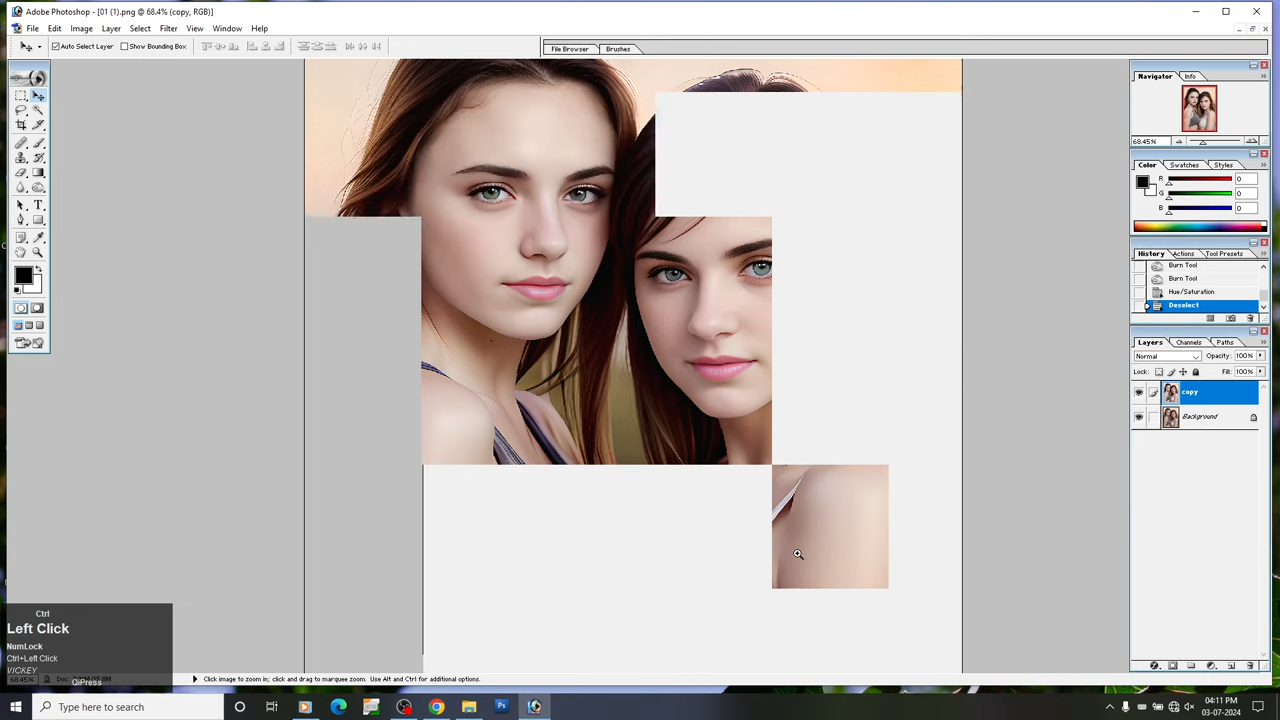 Adobe Photoshop - [01 (1).png @ 68.4% (copy, RGB)]
File Edit Image Layer Select Filter View Window Help
Auto Select Layer Show Bounding Box
File Browser Brushes
Navigator Info
68.45%
Color Swatches Styles
R 0
G 0
B 0
History Actions Tool Presets
Burn Tool
Burn Tool
Hue/Saturation
Deselect
Layers Channels Paths
Normal Opacity: 100%
Lock: Fill: 100%
copy
Background
Ctrl
Left Click
NumLock
Ctrl+Left Click
VICKEY
QiPress
68.45% Doc:
Click image to zoom in; click and drag to marquee zoom. Use Alt and Ctrl for additional options.
Type here to search
Ps
04:11 PM
03-07-2024